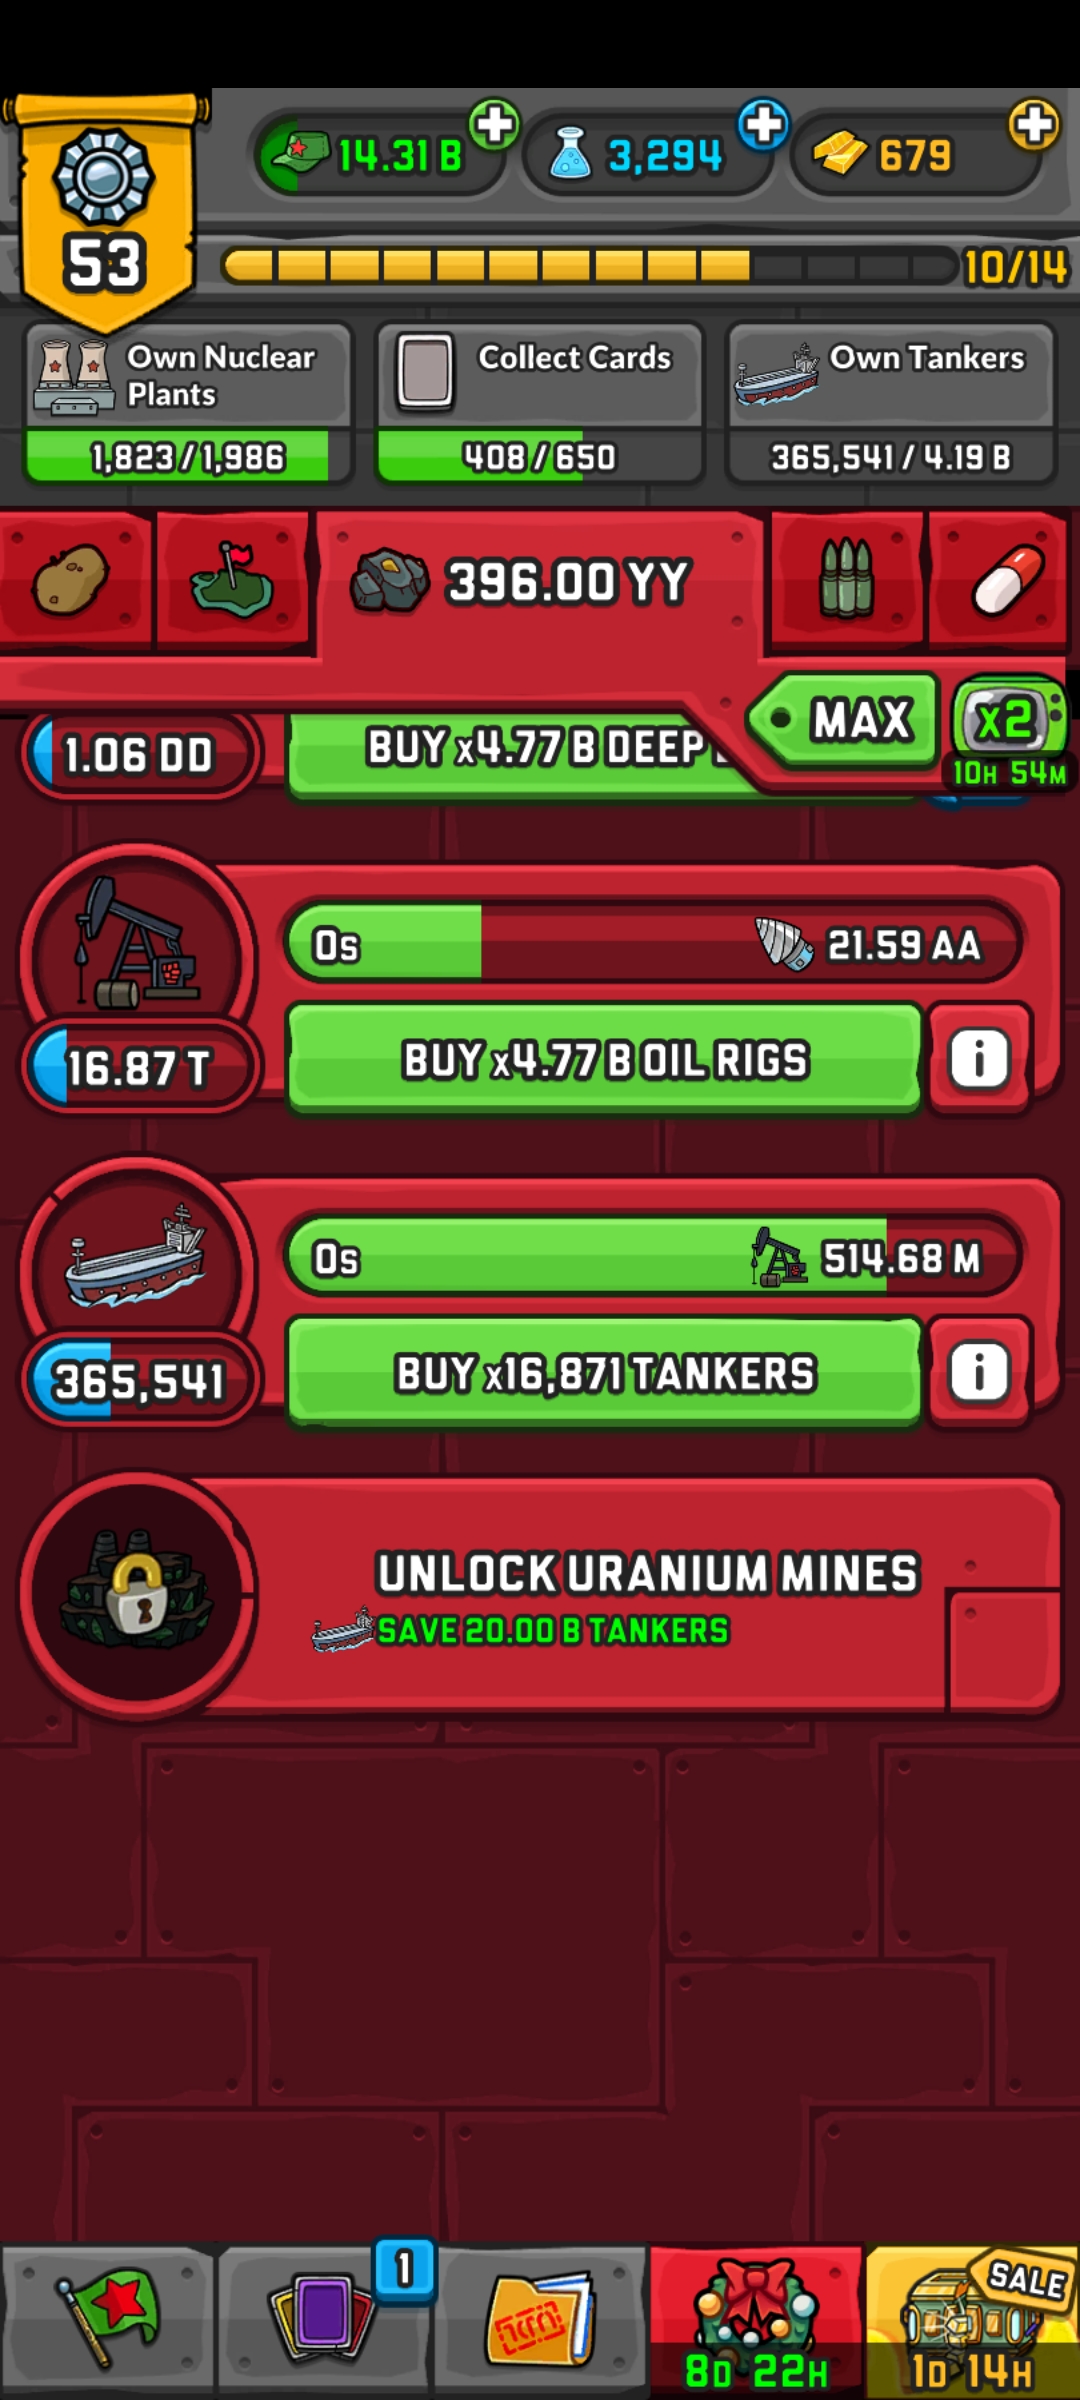 14.31 B
3,294
679
53
10/14
Own Nuclear
Plants
1,823/1,986
Collect Cards
408/650
Own Tankers
365,541/4.19 B
396.00 YY
MAX
x2
10H 54M
1.06 DD
BUY x4.77 B DEEP
0s
21.59 AA
16.87 T
BUY x4.77 B OIL RIGS
i
0s
514.68 M
365,541
BUY x16,871 TANKERS
i
UNLOCK URANIUM MINES
SAVE 20.00 B TANKERS
1
8D 22H
SALE
1D 14H